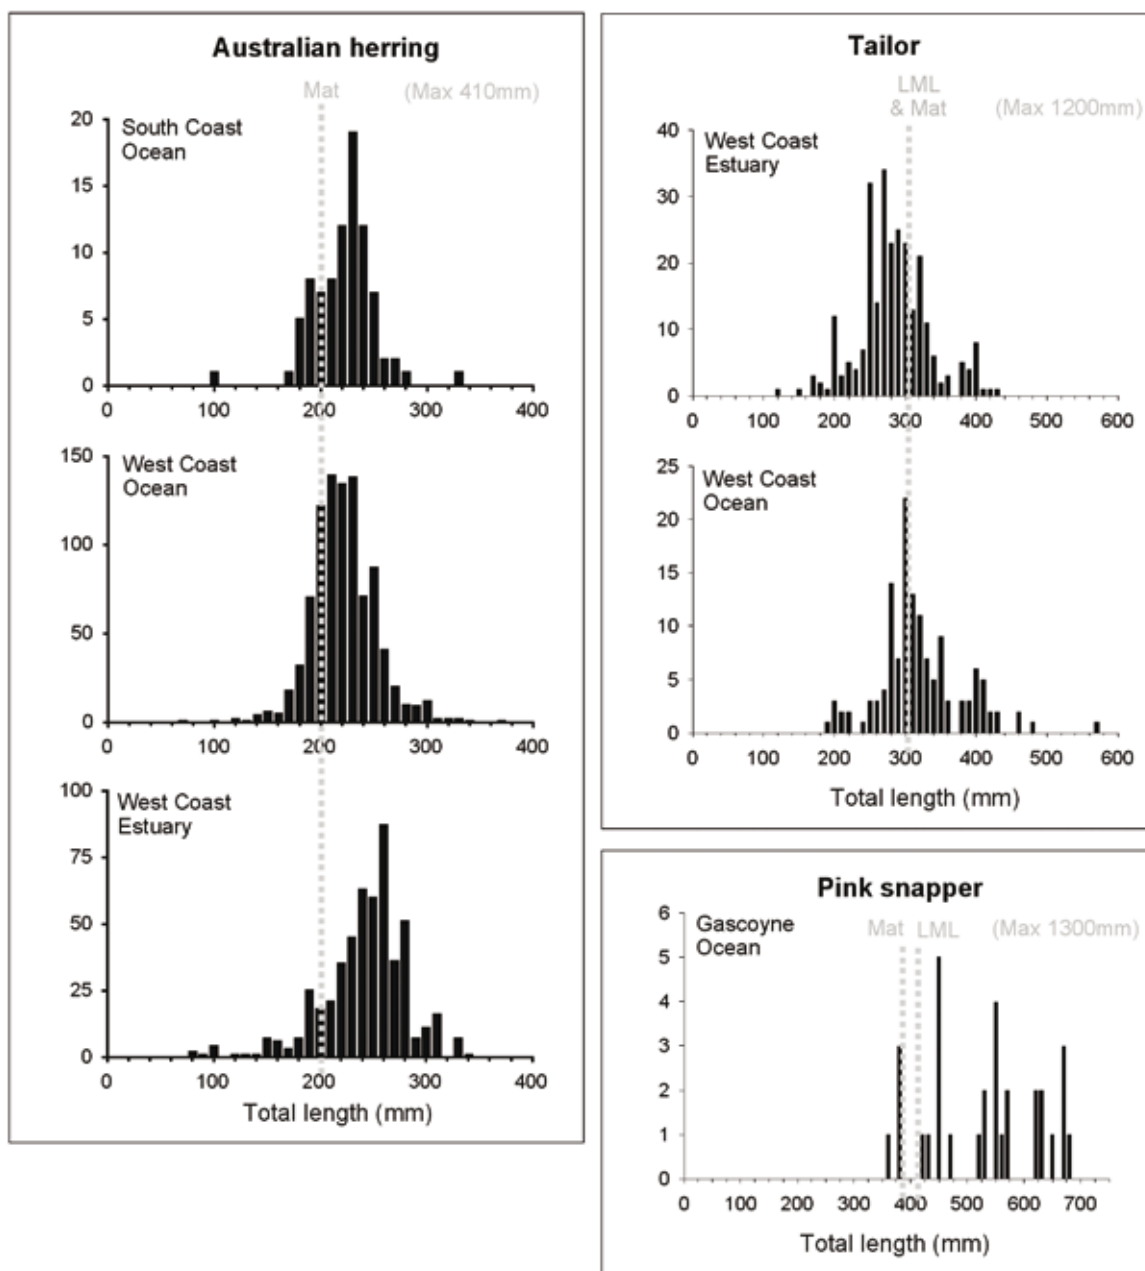 Australian herring
Mat (Max 410mm)
South Coast
Ocean
20
15
10
5
0
0 100 200 300 400
West Coast
Ocean
150
100
50
0
0 100 200 300 400
West Coast
Estuary
100
75
50
25
0
0 100 200 300 400
Total length (mm)
Tailor
LML
& Mat (Max 1200mm)
West Coast
Estuary
40
30
20
10
0
0 100 200 300 400 500 600
West Coast
Ocean
25
20
15
10
5
0
0 100 200 300 400 500 600
Total length (mm)
Pink snapper
Gascoyne
Ocean
Mat LML (Max 1300mm)
6
5
4
3
2
1
0
0 100 200 300 400 500 600 700
Total length (mm)